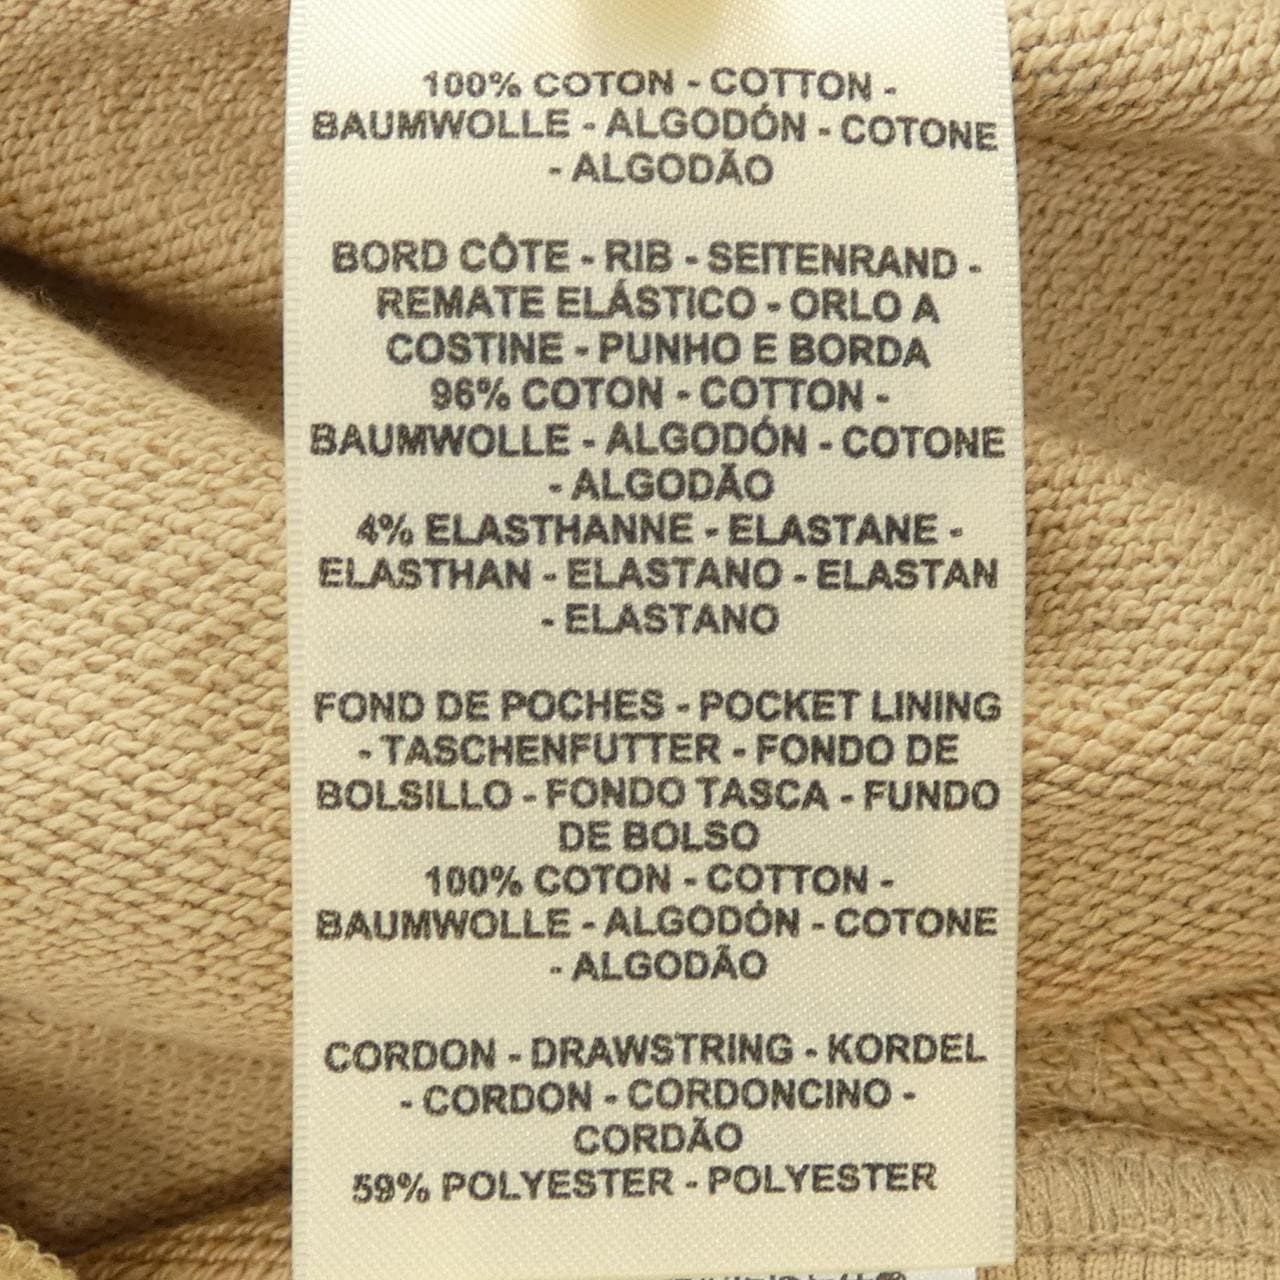 100% COTON - COTTON -
BAUMWOLLE - ALGODÓN - COTONE
- ALGODÃO
BORD CÔTE - RIB - SEITENRAND -
REMATE ELÁSTICO - ORLO A
COSTINE - PUNHO E BORDA
96% COTON - COTTON -
BAUMWOLLE - ALGODÓN - COTONE
- ALGODÃO
4% ELASTHANNE - ELASTANE -
ELASTHAN - ELASTANO - ELASTAN
- ELASTANO
FOND DE POCHES - POCKET LINING
- TASCHENFUTTER - FONDO DE
BOLSILLO - FONDO TASCA - FUNDO
DE BOLSO
100% COTON - COTTON -
BAUMWOLLE - ALGODÓN - COTONE
- ALGODÃO
CORDON - DRAWSTRING - KORDEL
- CORDON - CORDONCINO -
CORDÃO
59% POLYESTER - POLYESTER